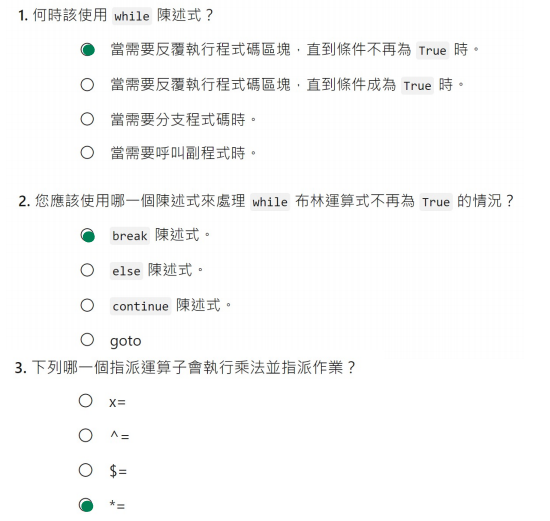 1. 何時該使用 while 陳述式？
當需要反覆執行程式碼區塊，直到條件不再為 True 時。
當需要反覆執行程式碼區塊，直到條件成為 True 時。
當需要分支程式碼時。
當需要呼叫副程式時。
2. 您應該使用哪一個陳述式來處理 while 布林運算式不再為 True 的情況？
break 陳述式。
else 陳述式。
continue 陳述式。
goto
3. 下列哪一個指派運算子會執行乘法並指派作業？
x=
^=
$=
*=